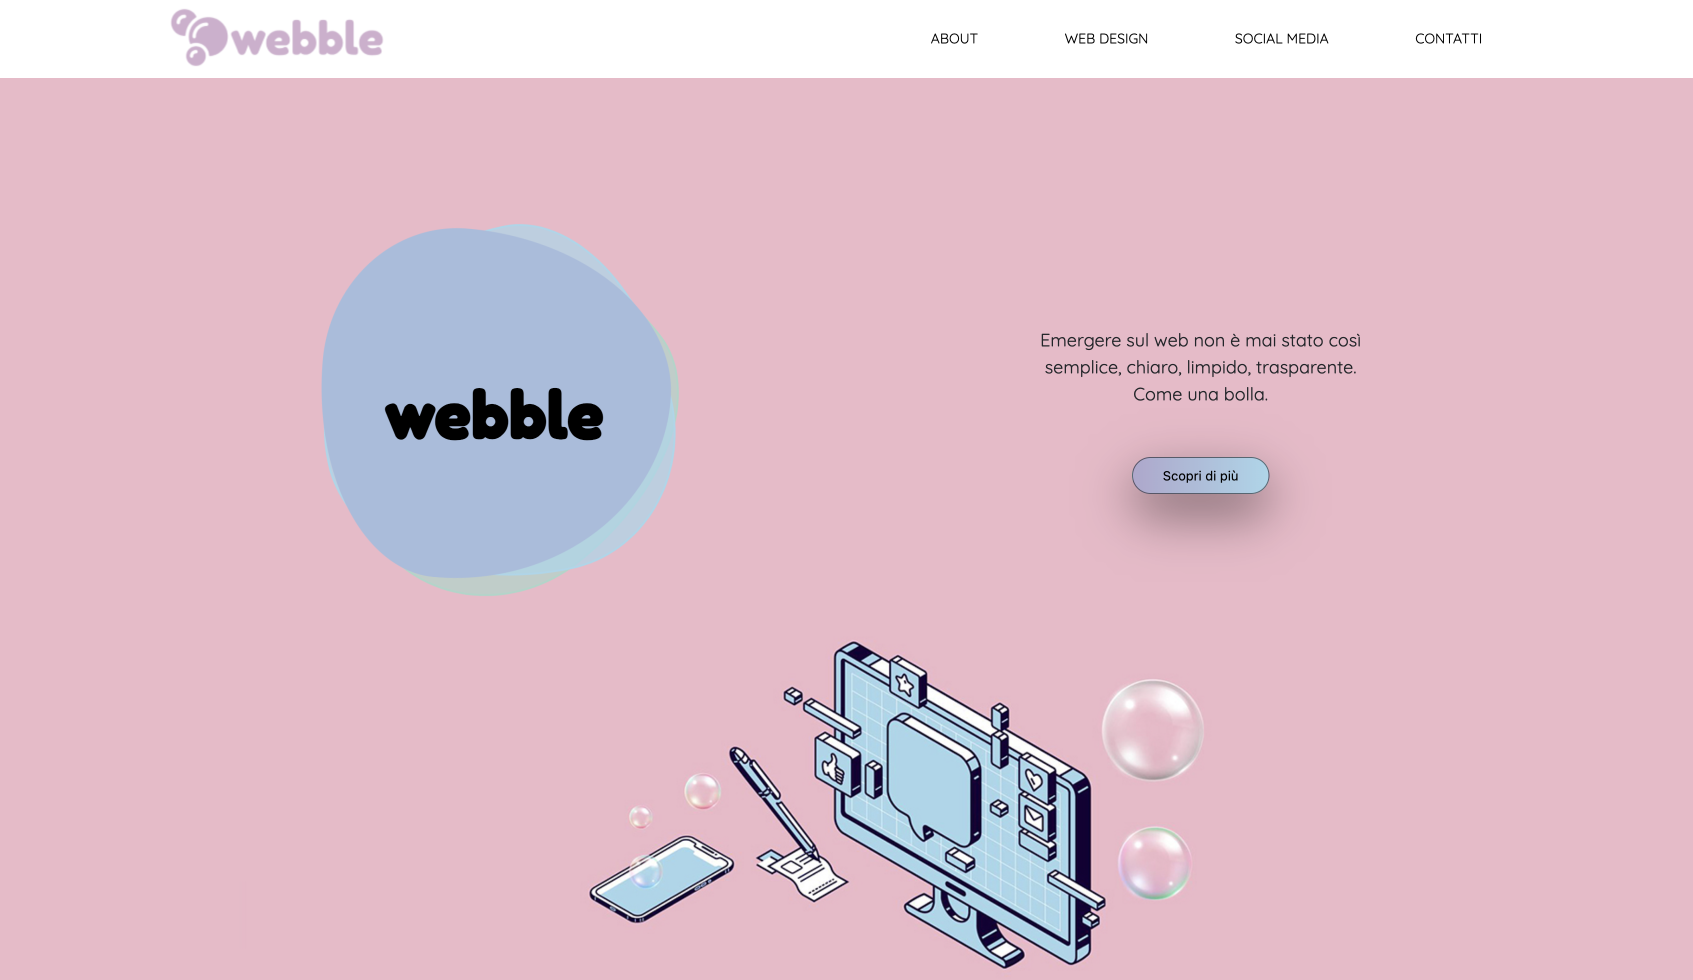 webble
ABOUT
WEB DESIGN
SOCIAL MEDIA
CONTATTI
webble
Emergere sul web non è mai stato così
semplice, chiaro, limpido, trasparente.
Come una bolla.
Scopri di più